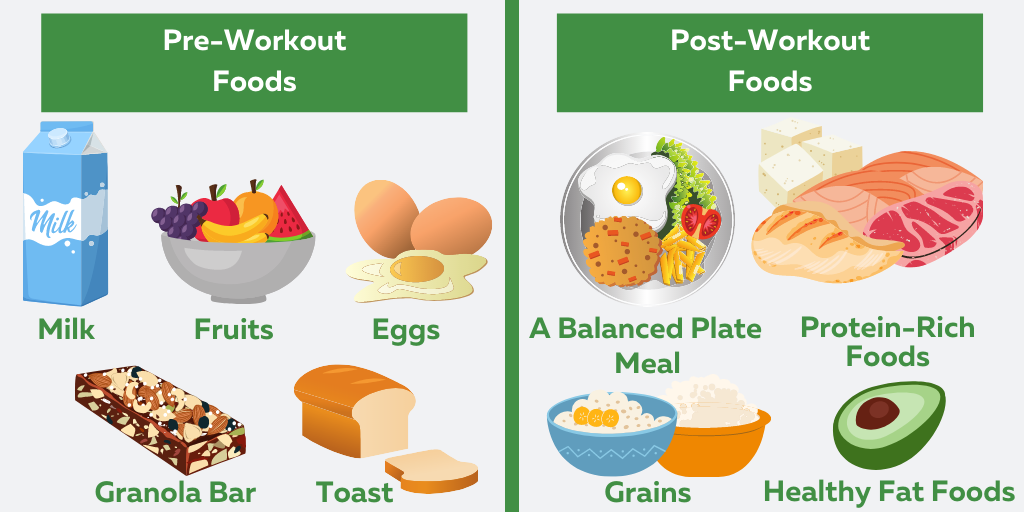 Pre-Workout
Foods
Milk
Milk
Fruits
Eggs
Granola Bar
Toast
Post-Workout
Foods
A Balanced Plate
Meal
Protein-Rich
Foods
Grains
Healthy Fat Foods